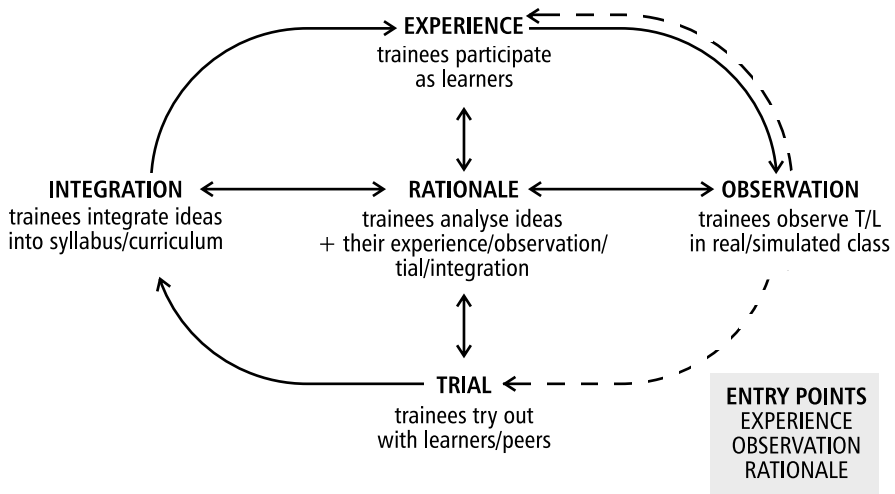 EXPERIENCE
trainees participate
as learners
INTEGRATION
trainees integrate ideas
into syllabus/curriculum
RATIONALE
trainees analyse ideas
+ their experience/observation/
tial/integration
OBSERVATION
trainees observe T/L
in real/simulated class
TRIAL
trainees try out
with learners/peers
ENTRY POINTS
EXPERIENCE
OBSERVATION
RATIONALE